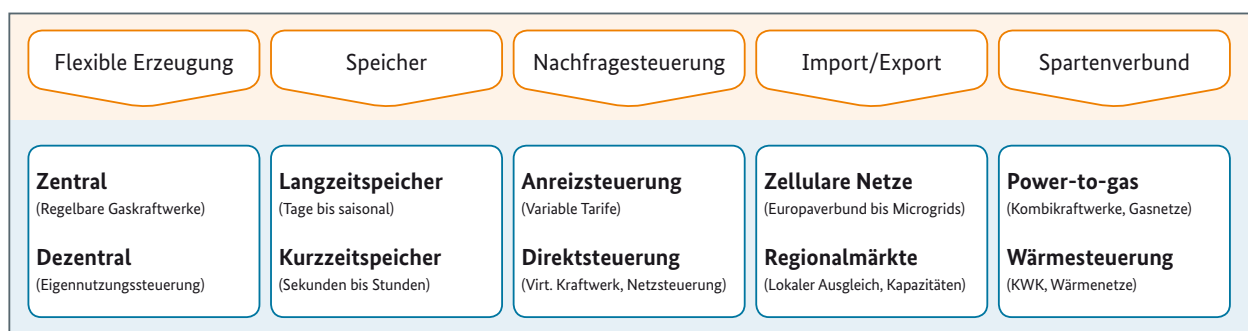 Flexible Erzeugung
Speicher
Nachfragesteuerung
Import/Export
Spartenverbund
Zentral
(Regelbare Gaskraftwerke)
Dezentral
(Eigennutzungssteuerung)
Langzeitspeicher
(Tage bis saisonal)
Kurzzeitspeicher
(Sekunden bis Stunden)
Anreizsteuerung
(Variable Tarife)
Direktsteuerung
(Virt. Kraftwerk, Netzsteuerung)
Zellulare Netze
(Europaverbund bis Microgrids)
Regionalmärkte
(Lokaler Ausgleich, Kapazitäten)
Power-to-gas
(Kombikraftwerke, Gasnetze)
Wärmesteuerung
(KWK, Wärmenetze)